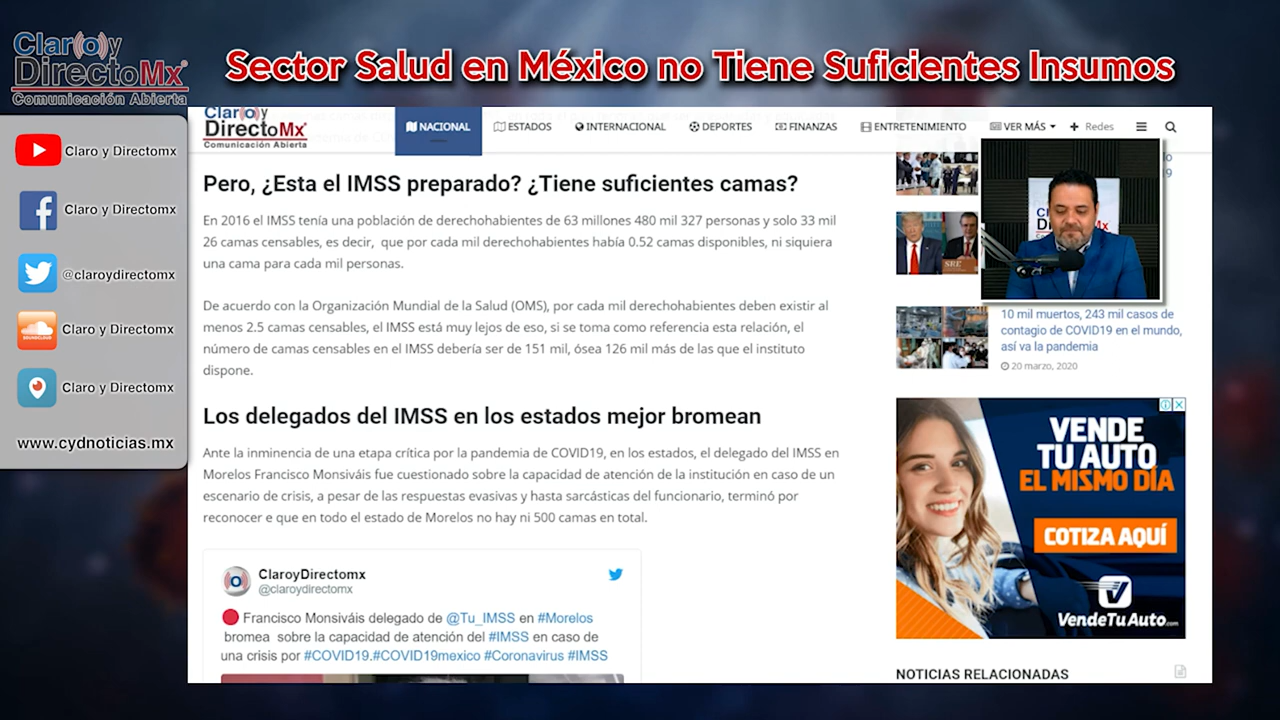 Claro y
DirectoMx
Comunicación Abierta
Sector Salud en México no Tiene Suficientes Insumos
Claro y Directomx
Claro y Directomx
@claroydirectomx
SOUNDCLOUD
Claro y Directomx
Claro y Directomx
www.cydnoticias.mx
Claro y
DirectoMx
Comunicación Abierta
NACIONAL
ESTADOS
INTERNACIONAL
DEPORTES
FINANZAS
ENTRETENIMIENTO
VER MÁS
Redes
Pero, ¿Esta el IMSS preparado? ¿Tiene suficientes camas?
En 2016 el IMSS tenía una población de derechohabientes de 63 millones 480 mil 327 personas y solo 33 mil
26 camas censables, es decir, que por cada mil derechohabientes había 0.52 camas disponibles, ni siquiera
una cama para cada mil personas.
De acuerdo con la Organización Mundial de la Salud (OMS), por cada mil derechohabientes deben existir al
menos 2.5 camas censables, el IMSS está muy lejos de eso, si se toma como referencia esta relación, el
número de camas censables en el IMSS debería ser de 151 mil, ósea 126 mil más de las que el instituto
dispone.
Los delegados del IMSS en los estados mejor bromean
Ante la inminencia de una etapa crítica por la pandemia de COVID19, en los estados, el delegado del IMSS en
Morelos Francisco Monsiváis fue cuestionado sobre la capacidad de atención de la institución en caso de un
escenario de crisis, a pesar de las respuestas evasivas y hasta sarcásticas del funcionario, terminó por
reconocer e que en todo el estado de Morelos no hay ni 500 camas en total.
ClaroyDirectomx
@claroydirectomx
Francisco Monsiváis delegado de @Tu_IMSS en #Morelos
bromea sobre la capacidad de atención del #IMSS en caso de
una crisis por #COVID19.#COVID19mexico #Coronavirus #IMSS
SRE
10 mil muertos, 243 mil casos de
contagio de COVID19 en el mundo,
así va la pandemia
20 marzo, 2020
VENDE
TU AUTO
EL MISMO DÍA
COTIZA AQUÍ
VendeTuAuto.com
NOTICIAS RELACIONADAS